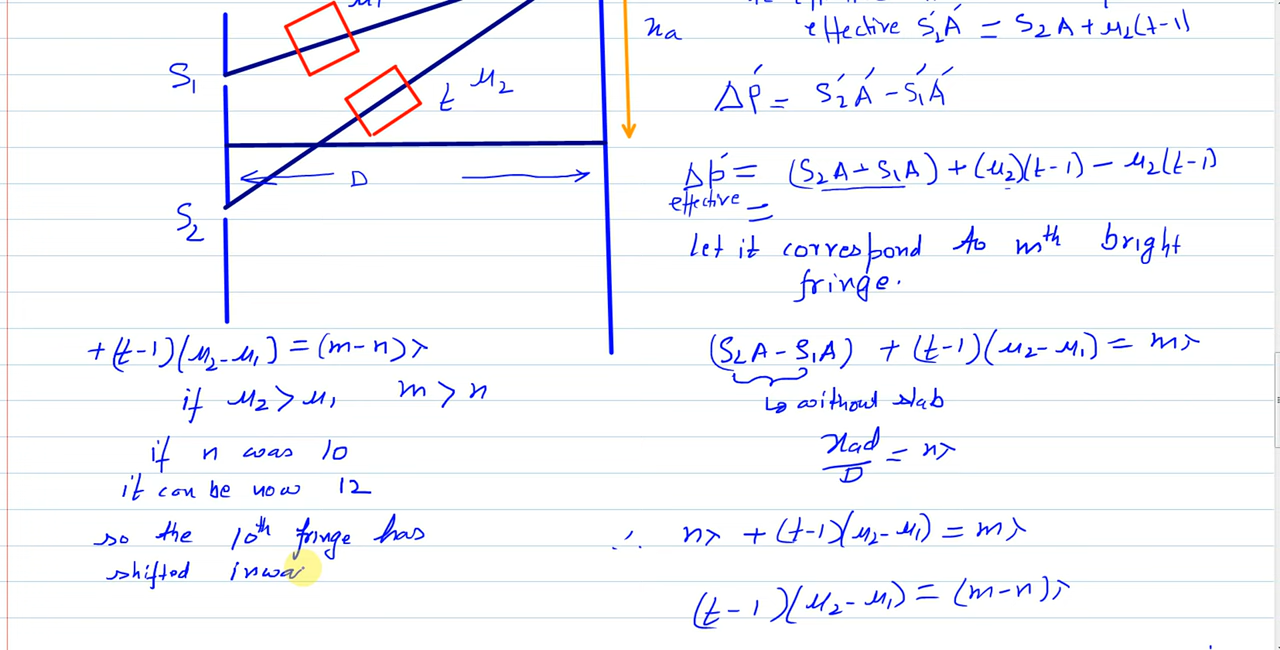 μ1
S1
t μ2
D
S2
xa
effective S1'A' = S2A + μ2(t-1)
Δp' = S2'A' - S1'A'
Δp' = (S2A + S1A) + (μ2)(t-1) - μ2(t-1)
effective =
Let it correspond to mth bright
fringe.
(S2A - S1A) + (t-1)(μ2-μ1) = mλ
↳ without slab
xad/D = nλ
∴ nλ + (t-1)(μ2-μ1) = mλ
(t-1)(μ2-μ1) = (m-n)λ
+(t-1)(μ2-μ1) = (m-n)λ
if μ2 > μ1 m > n
if n was 10
it can be now 12
so the 10th fringe has
shifted inwa